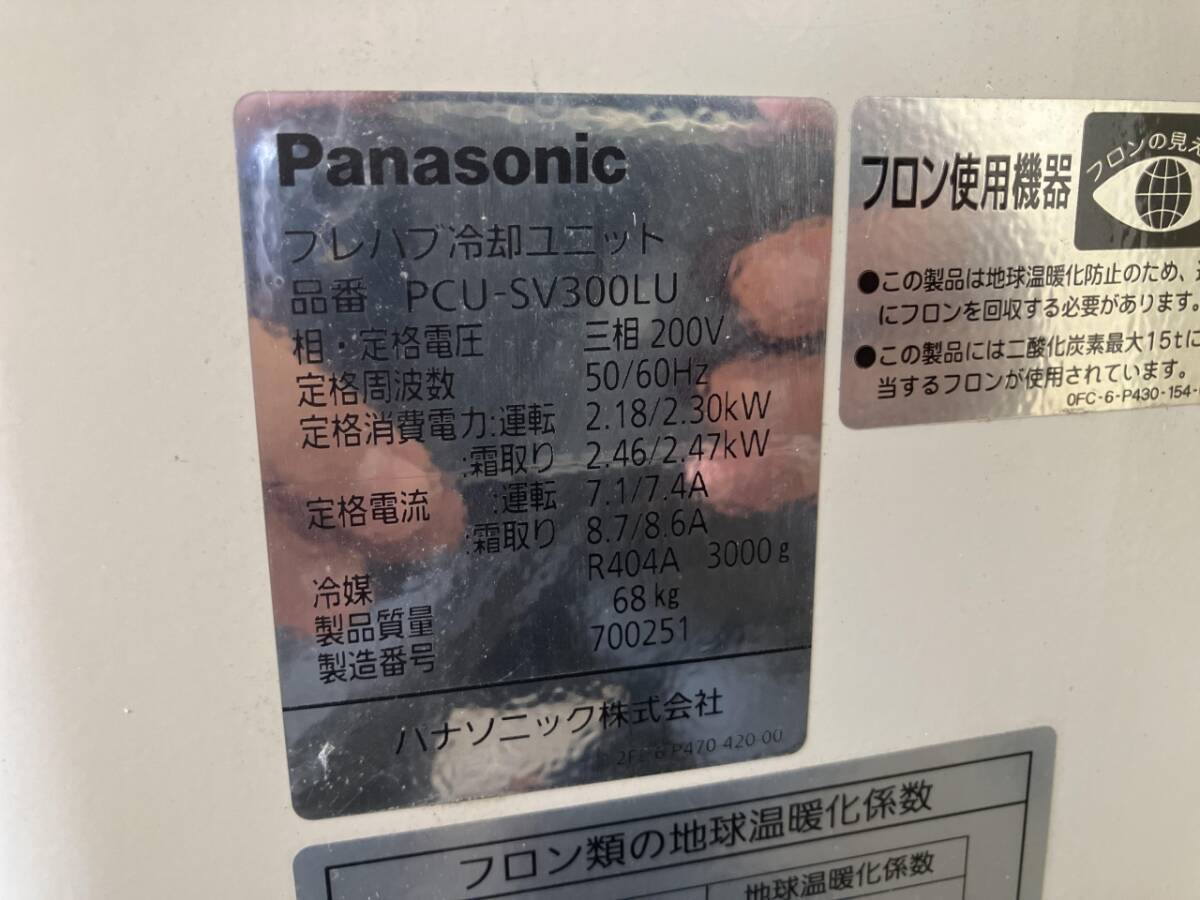 Panasonic
プレハブ冷却ユニット
品番 PCU-SV300LU
相・定格電圧 三相 200V
定格周波数 50/60Hz
定格消費電力:運転 2.18/2.30kW
:霜取り 2.46/2.47kW
定格電流 :運転 7.1/7.4A
:霜取り 8.7/8.6A
冷媒 R404A 3000g
製品質量 68kg
製造番号 700251
パナソニック株式会社
2FC-6-P470-420-00
フロン使用機器
フロンの見え
●この製品は地球温暖化防止のため、
にフロンを回収する必要があります。
●この製品には二酸化炭素最大15tに
当するフロンが使用されています。
0FC-6-P430-154-
フロン類の地球温暖化係数
地球温暖化係数